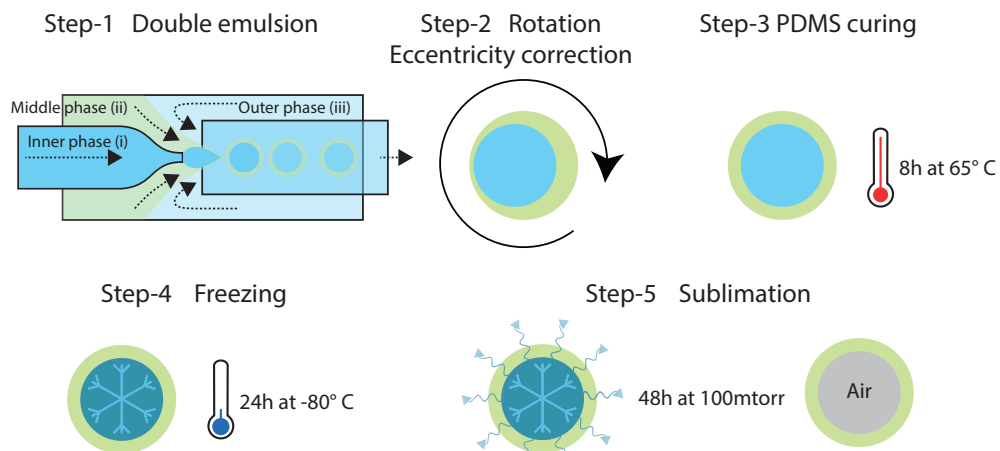 Step-1 Double emulsion
Step-2 Rotation
Eccentricity correction
Step-3 PDMS curing
Middle phase (ii)
Outer phase (iii)
Inner phase (i)
8h at 65° C
Step-4 Freezing
Step-5 Sublimation
24h at -80° C
48h at 100mtorr
Air